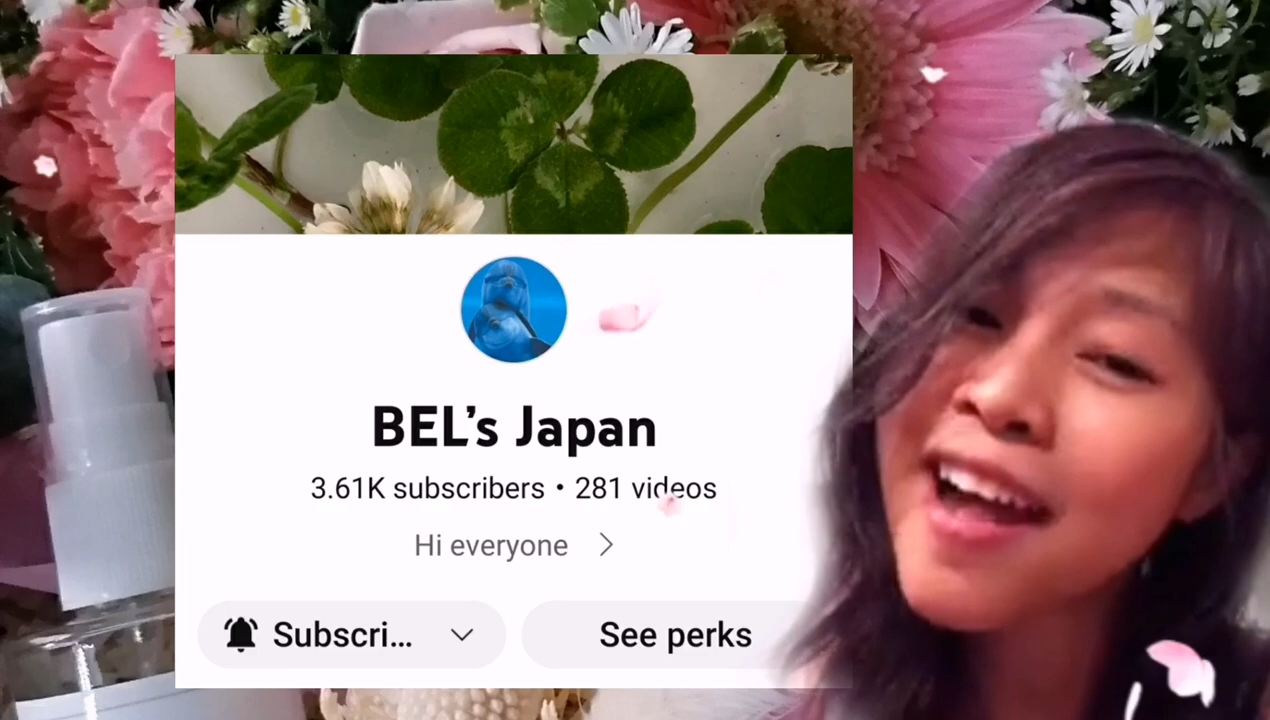 BEL's Japan
3.61K subscribers • 281 videos
Hi everyone
Subscri...
See perks